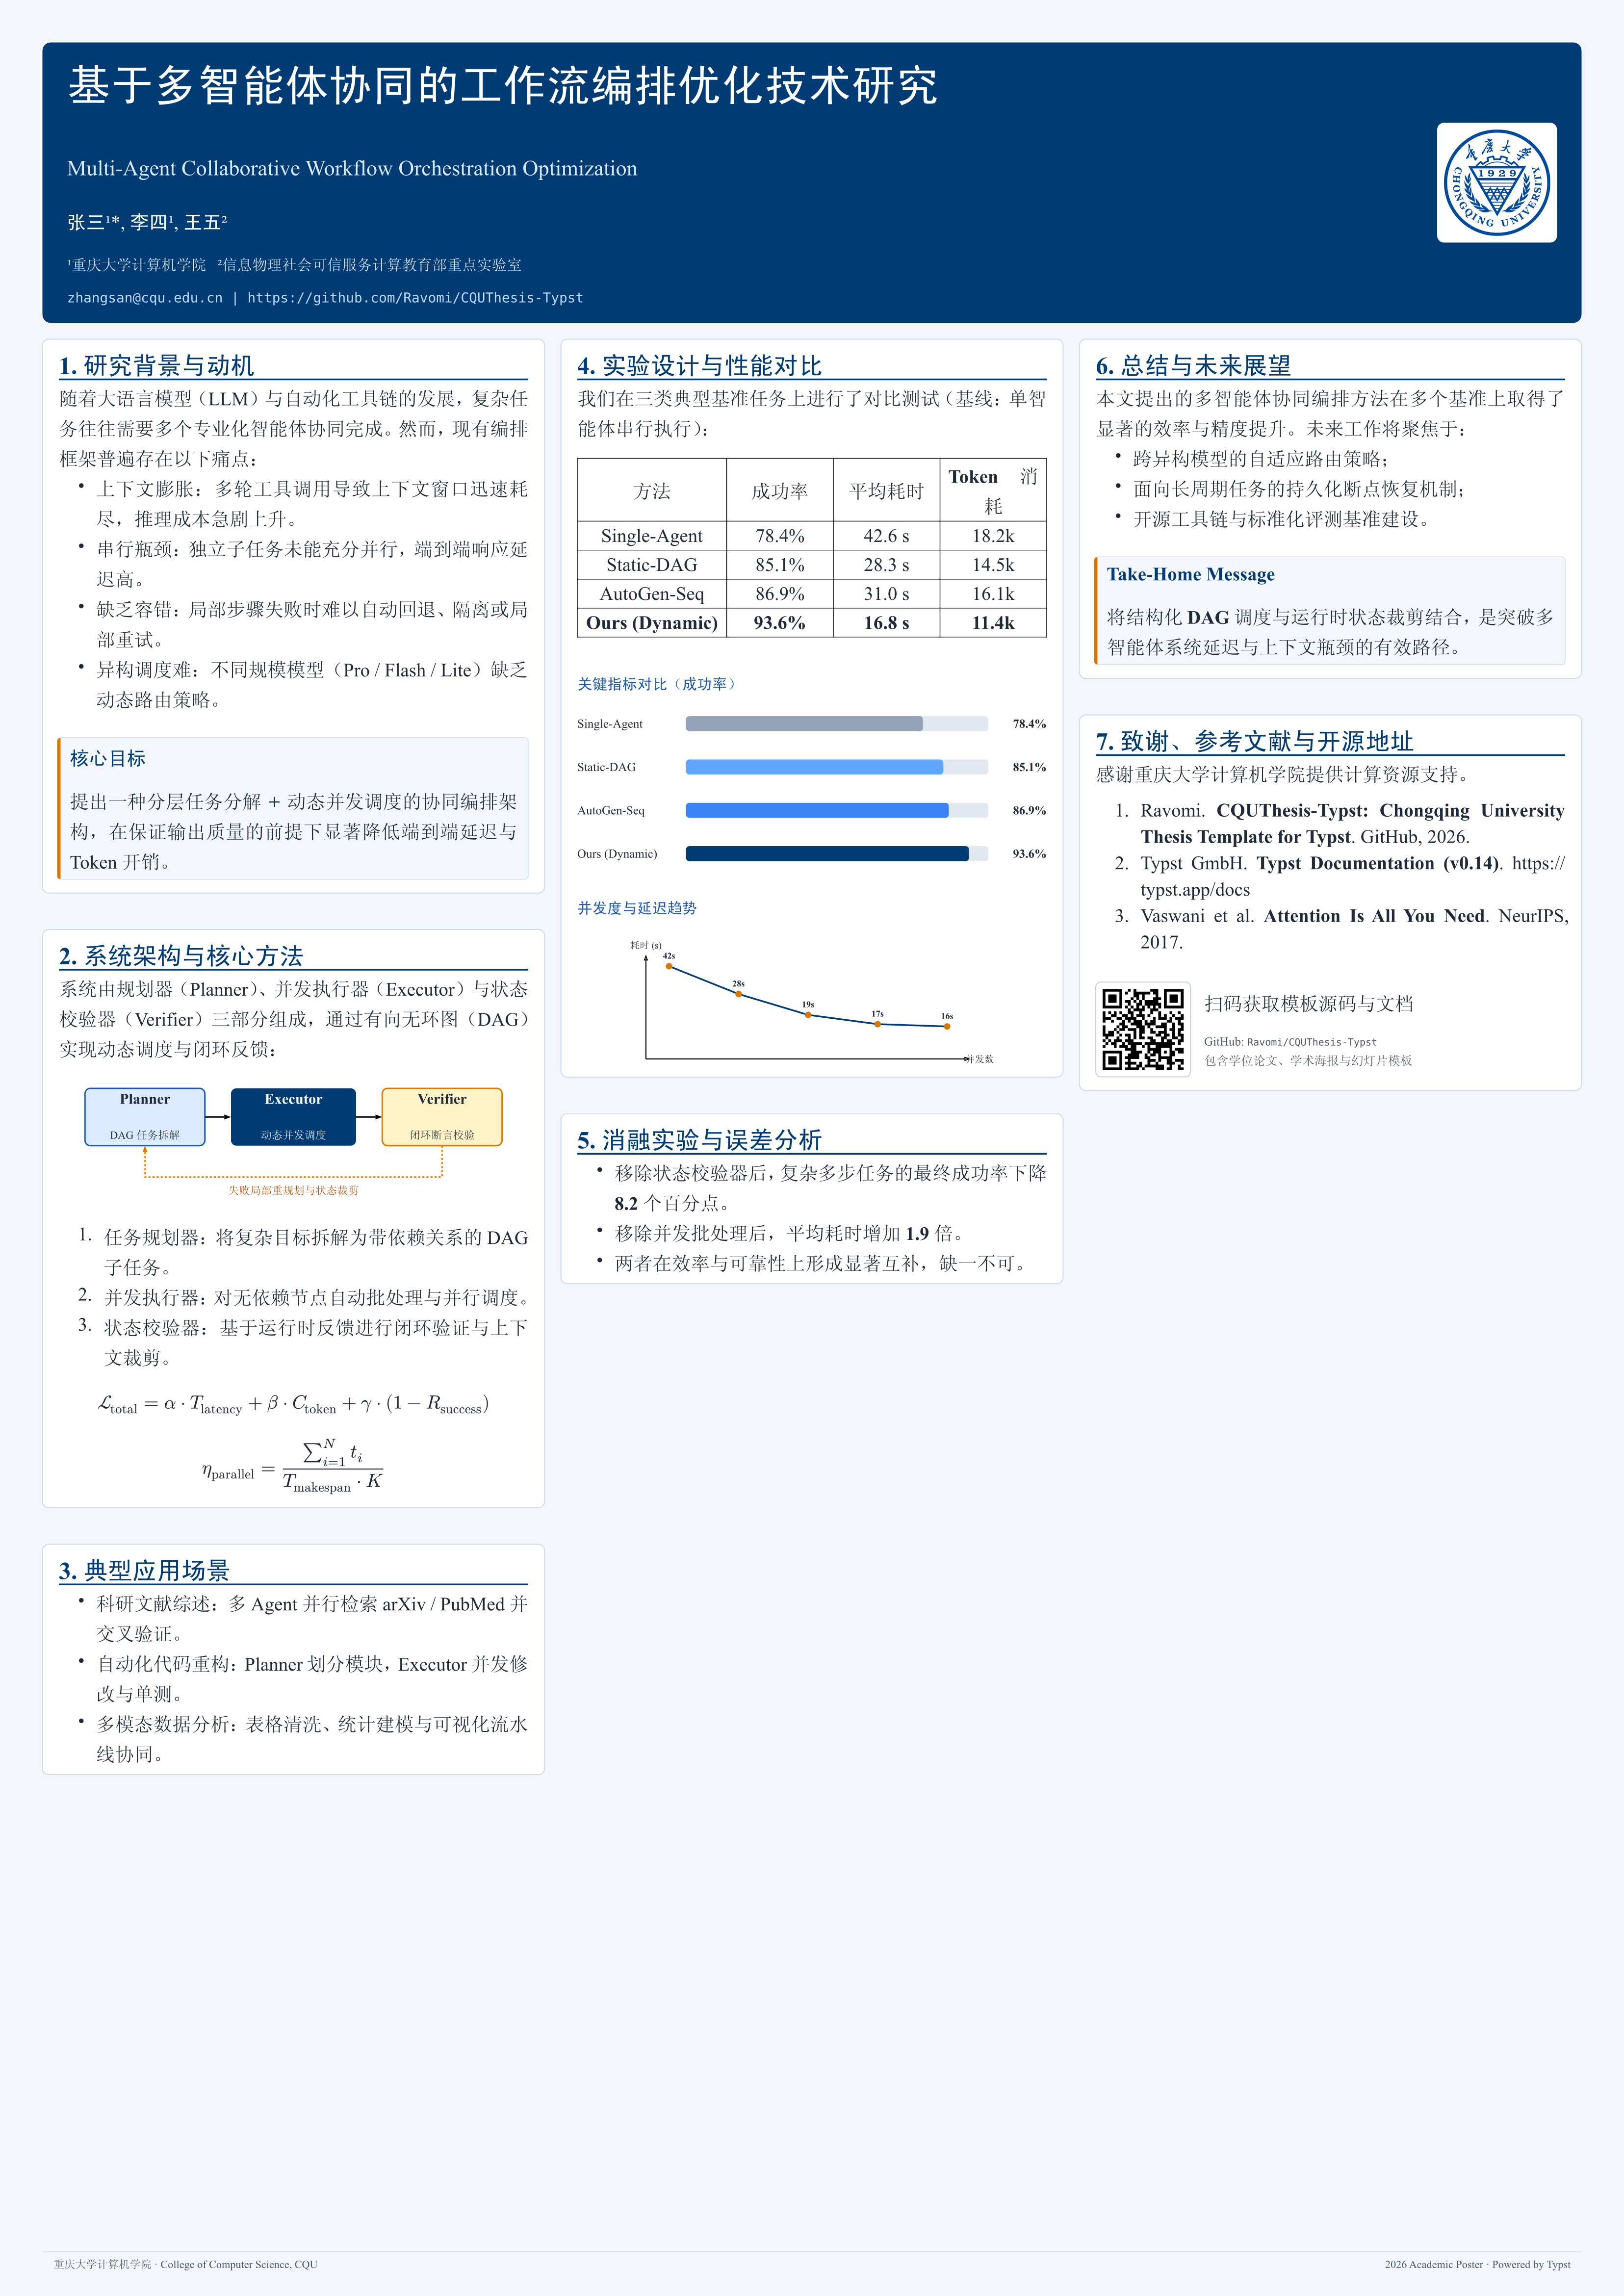 基于多智能体协同的工作流编排优化技术研究
Multi-Agent Collaborative Workflow Orchestration Optimization
张三¹*, 李四¹, 王五²
¹重庆大学计算机学院 ²信息物理社会可信服务计算教育部重点实验室
zhangsan@cqu.edu.cn | https://github.com/Ravomi/CQUThesis-Typst
重庆大学
1929
CHONGQING UNIVERSITY
1. 研究背景与动机
随着大语言模型（LLM）与自动化工具链的发展，复杂任
务往往需要多个专业化智能体协同完成。然而，现有编排
框架普遍存在以下痛点：
• 上下文膨胀：多轮工具调用导致上下文窗口迅速耗
尽，推理成本急剧上升。
• 串行瓶颈：独立子任务未能充分并行，端到端响应延
迟高。
• 缺乏容错：局部步骤失败时难以自动回退、隔离或局
部重试。
• 异构调度难：不同规模模型（Pro / Flash / Lite）缺乏
动态路由策略。
核心目标
提出一种分层任务分解 + 动态并发调度的协同编排架
构，在保证输出质量的前提下显著降低端到端延迟与
Token 开销。
2. 系统架构与核心方法
系统由规划器（Planner）、并发执行器（Executor）与状态
校验器（Verifier）三部分组成，通过有向无环图（DAG）
实现动态调度与闭环反馈：
Planner
DAG 任务拆解
Executor
动态并发调度
Verifier
闭环断言校验
失败局部重规划与状态裁剪
1. 任务规划器：将复杂目标拆解为带依赖关系的 DAG
子任务。
2. 并发执行器：对无依赖节点自动批处理与并行调度。
3. 状态校验器：基于运行时反馈进行闭环验证与上下
文裁剪。
ℒ_total = α · T_latency + β · C_token + γ · (1 − R_success)
η_parallel = ∑_{i=1}^{N} t_i / (T_makespan · K)
3. 典型应用场景
• 科研文献综述：多 Agent 并行检索 arXiv / PubMed 并
交叉验证。
• 自动化代码重构：Planner 划分模块，Executor 并发修
改与单测。
• 多模态数据分析：表格清洗、统计建模与可视化流水
线协同。
4. 实验设计与性能对比
我们在三类典型基准任务上进行了对比测试（基线：单智
能体串行执行）：
方法 成功率 平均耗时 Token 消
耗
Single-Agent 78.4% 42.6 s 18.2k
Static-DAG 85.1% 28.3 s 14.5k
AutoGen-Seq 86.9% 31.0 s 16.1k
Ours (Dynamic) 93.6% 16.8 s 11.4k
关键指标对比（成功率）
Single-Agent 78.4%
Static-DAG 85.1%
AutoGen-Seq 86.9%
Ours (Dynamic) 93.6%
并发度与延迟趋势
耗时 (s)
42s
28s
19s
17s
16s
并发数
5. 消融实验与误差分析
• 移除状态校验器后，复杂多步任务的最终成功率下降
8.2 个百分点。
• 移除并发批处理后，平均耗时增加 1.9 倍。
• 两者在效率与可靠性上形成显著互补，缺一不可。
6. 总结与未来展望
本文提出的多智能体协同编排方法在多个基准上取得了
显著的效率与精度提升。未来工作将聚焦于：
• 跨异构模型的自适应路由策略；
• 面向长周期任务的持久化断点恢复机制；
• 开源工具链与标准化评测基准建设。
Take-Home Message
将结构化 DAG 调度与运行时状态裁剪结合，是突破多
智能体系统延迟与上下文瓶颈的有效路径。
7. 致谢、参考文献与开源地址
感谢重庆大学计算机学院提供计算资源支持。
1. Ravomi. CQUThesis-Typst: Chongqing University
Thesis Template for Typst. GitHub, 2026.
2. Typst GmbH. Typst Documentation (v0.14). https://
typst.app/docs
3. Vaswani et al. Attention Is All You Need. NeurIPS,
2017.
扫码获取模板源码与文档
GitHub: Ravomi/CQUThesis-Typst
包含学位论文、学术海报与幻灯片模板
重庆大学计算机学院 · College of Computer Science, CQU
2026 Academic Poster · Powered by Typst